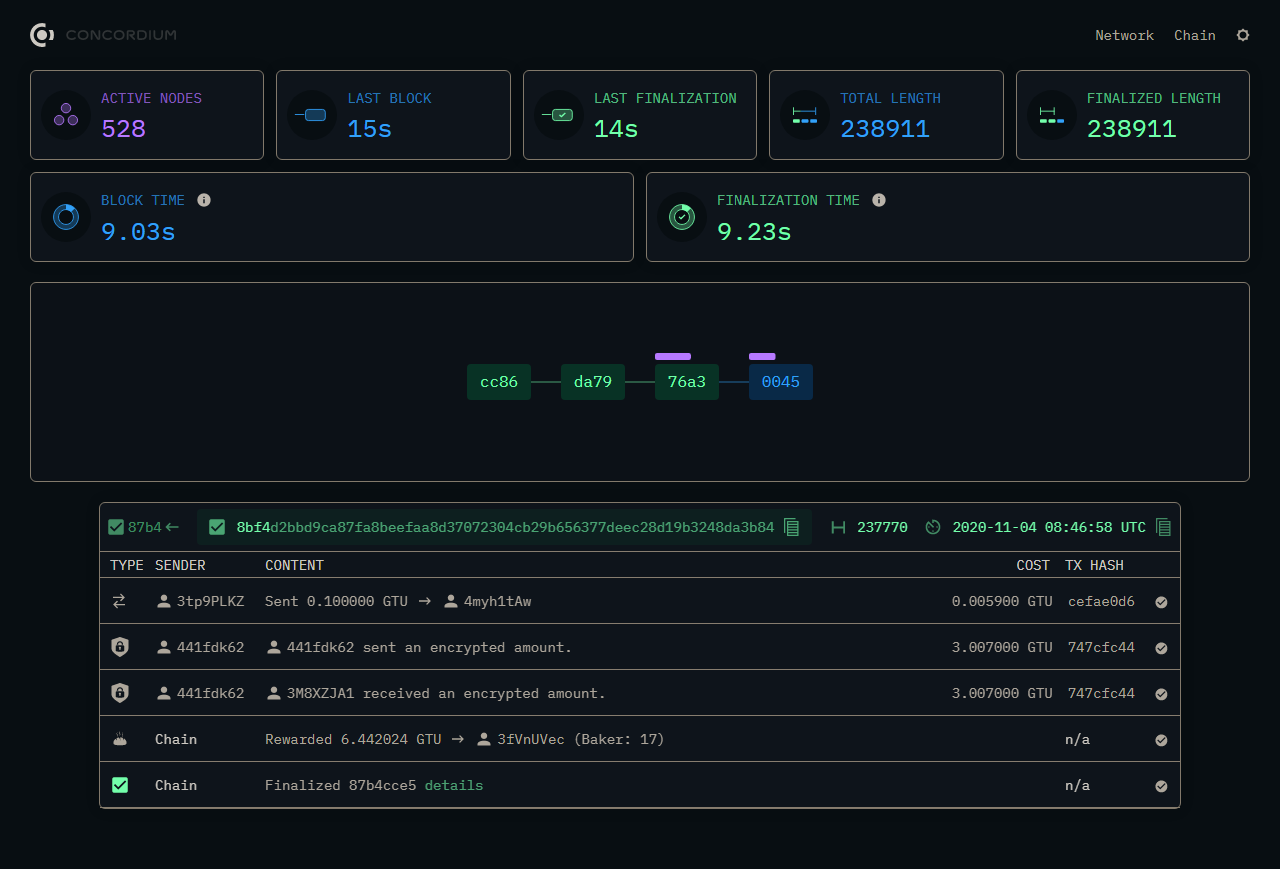 CONCORDIUM
Network Chain
ACTIVE NODES
528
LAST BLOCK
15s
LAST FINALIZATION
14s
TOTAL LENGTH
238911
FINALIZED LENGTH
238911
BLOCK TIME
9.03s
FINALIZATION TIME
9.23s
cc86 da79 76a3 0045
87b4 ← 8bf4d2bbd9ca87fa8beefaa8d37072304cb29b656377deec28d19b3248da3b84 237770 2020-11-04 08:46:58 UTC
TYPE SENDER CONTENT COST TX HASH
3tp9PLKZ Sent 0.100000 GTU → 4myh1tAw 0.005900 GTU cefae0d6
441fdk62 441fdk62 sent an encrypted amount. 3.007000 GTU 747cfc44
441fdk62 3M8XZJA1 received an encrypted amount. 3.007000 GTU 747cfc44
Chain Rewarded 6.442024 GTU → 3fVnUVec (Baker: 17) n/a
Chain Finalized 87b4cce5 details n/a